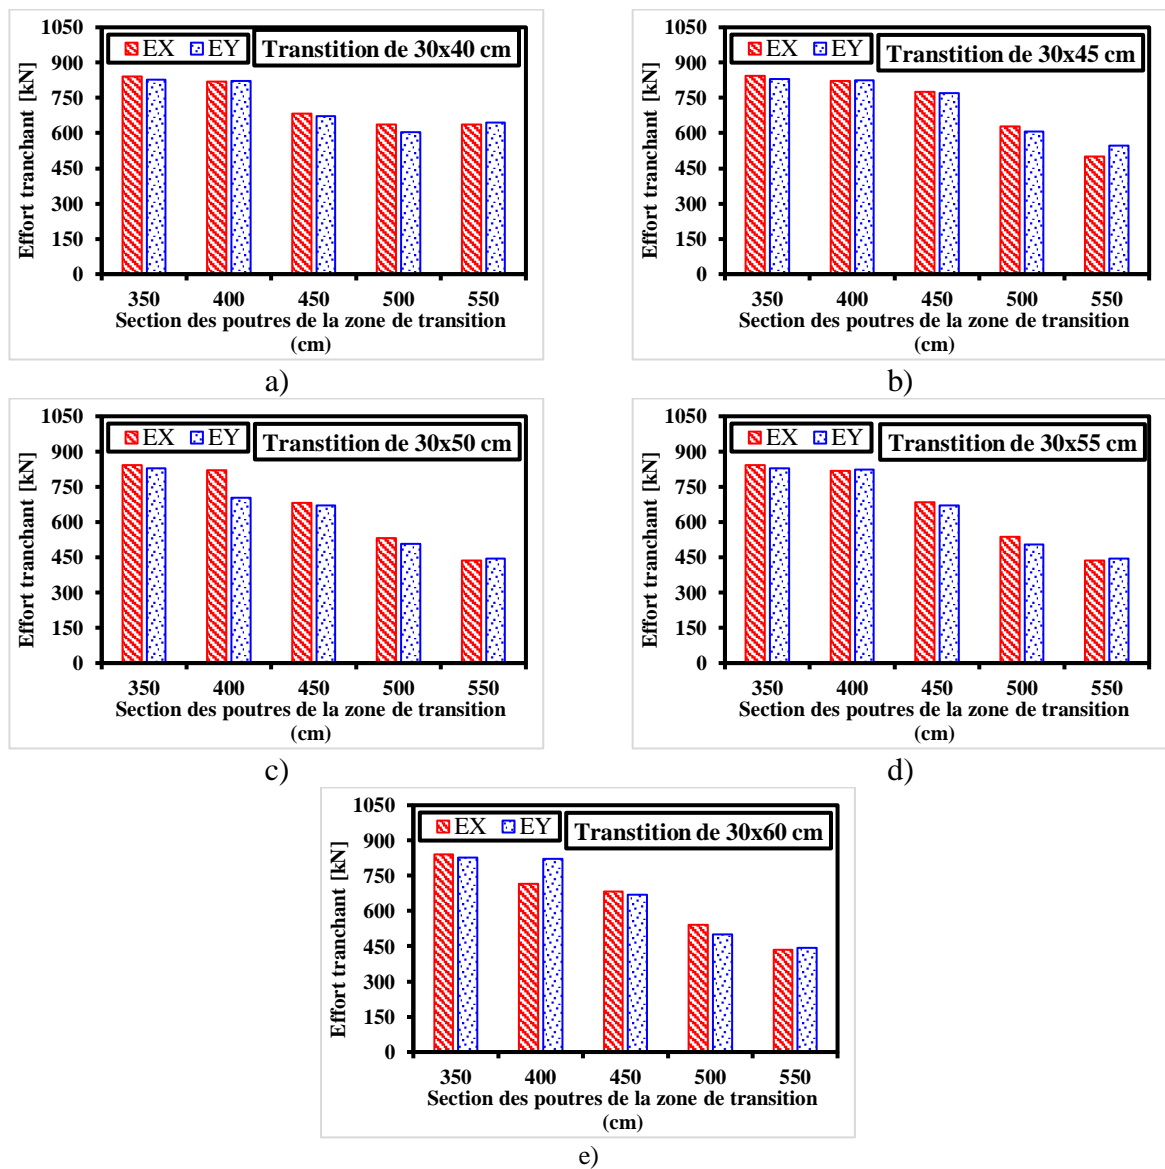 1050
900
750
600
450
300
150
0
Effort tranchant [kN]
EX EY
Transtition de 30x40 cm
350 400 450 500 550
Section des poutres de la zone de transition
(cm)
a)
1050
900
750
600
450
300
150
0
Effort tranchant [kN]
EX EY
Transtition de 30x45 cm
350 400 450 500 550
Section des poutres de la zone de transition
(cm)
b)
1050
900
750
600
450
300
150
0
Effort tranchant [kN]
EX EY
Transtition de 30x50 cm
350 400 450 500 550
Section des poutres de la zone de transition
(cm)
c)
1050
900
750
600
450
300
150
0
Effort tranchant [kN]
EX EY
Transtition de 30x55 cm
350 400 450 500 550
Section des poutres de la zone de transition
(cm)
d)
1050
900
750
600
450
300
150
0
Effort tranchant [kN]
EX EY
Transtition de 30x60 cm
350 400 450 500 550
Section des poutres de la zone de transition
(cm)
e)